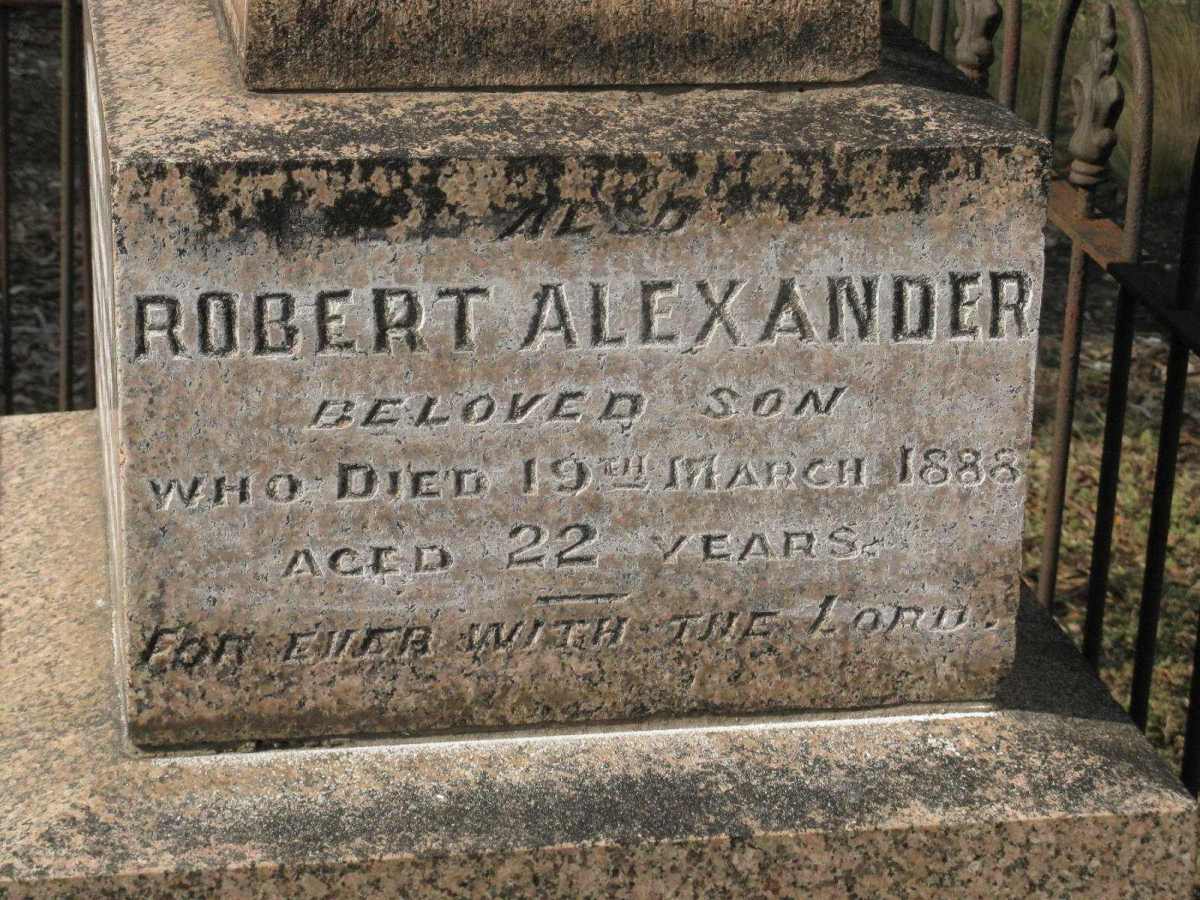 ALSO
ROBERT ALEXANDER
BELOVED SON
WHO DIED 19TH MARCH 1888
AGED 22 YEARS.
FOR EVER WITH THE LORD.